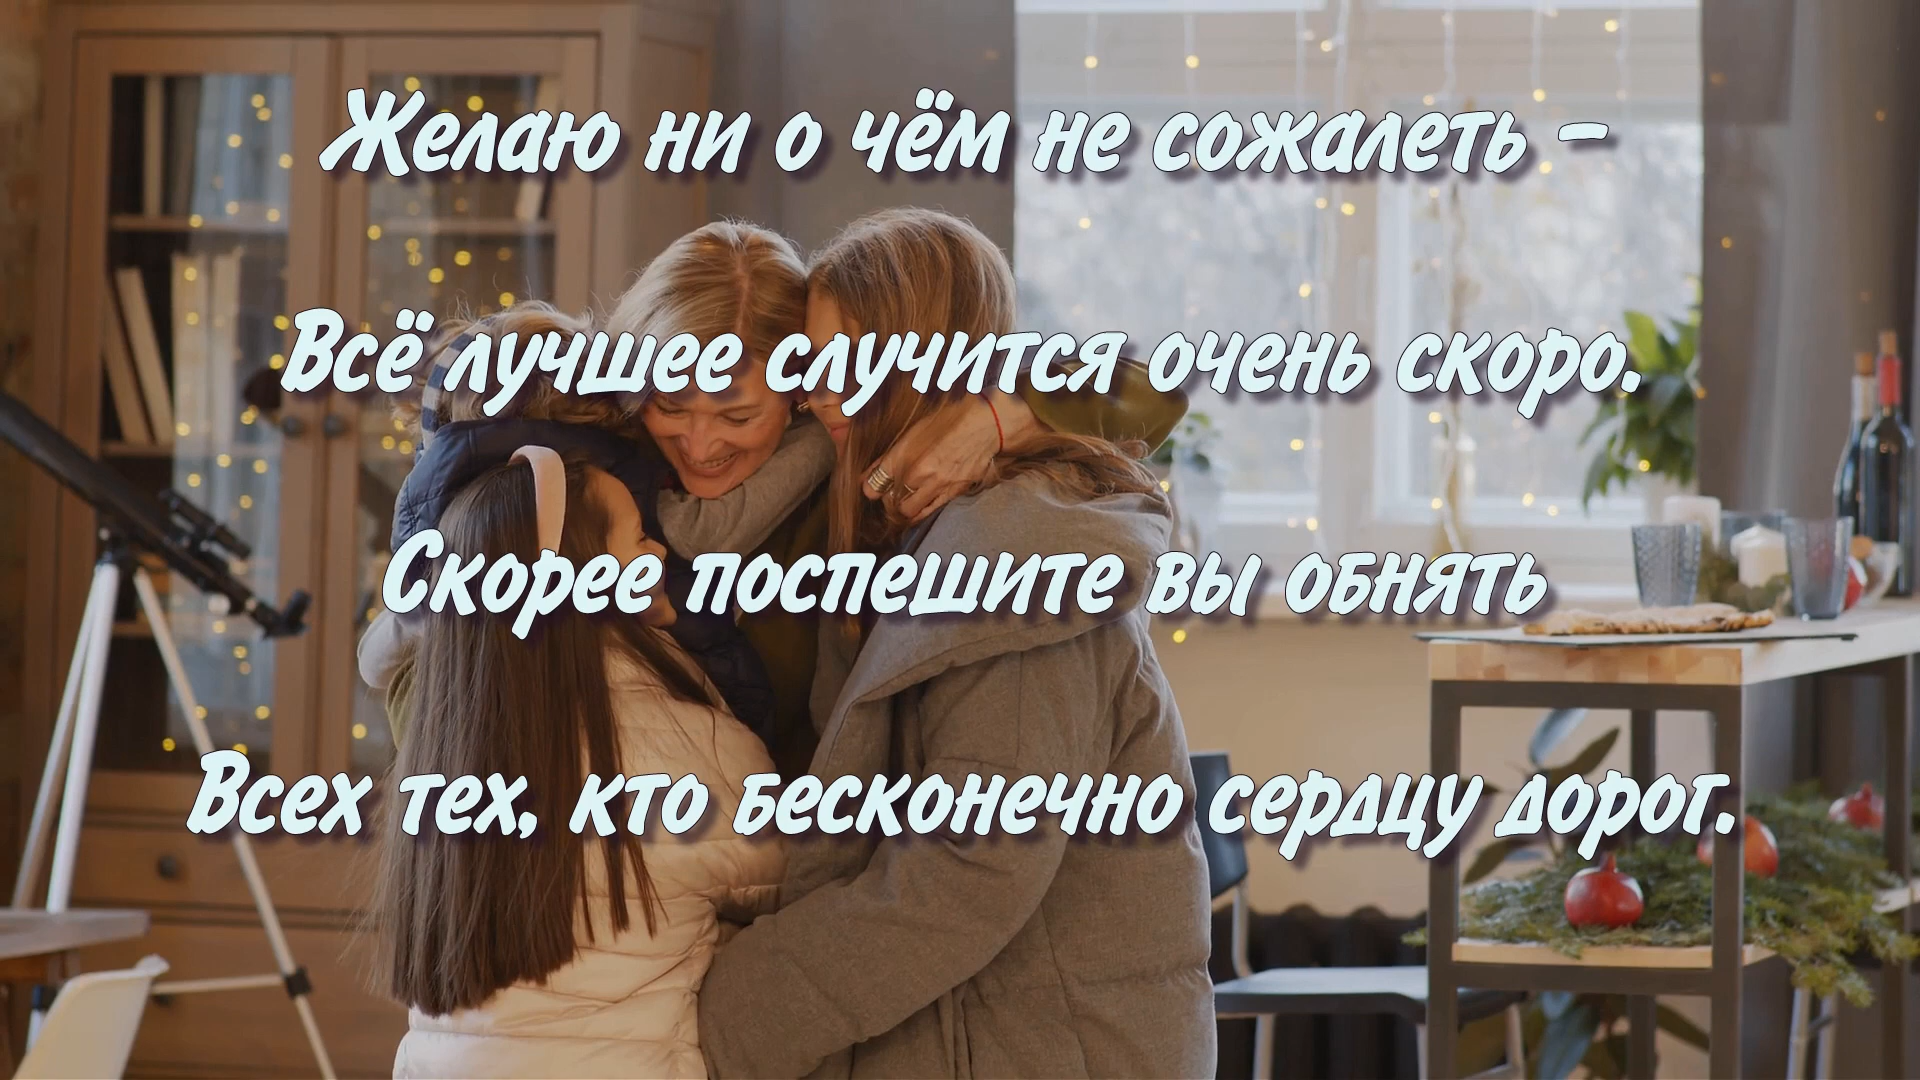 Желаю ни о чём не сожалеть –
Всё лучшее случится очень скоро.
Скорее поспешите вы обнять
Всех тех, кто бесконечно сердцу дорог.